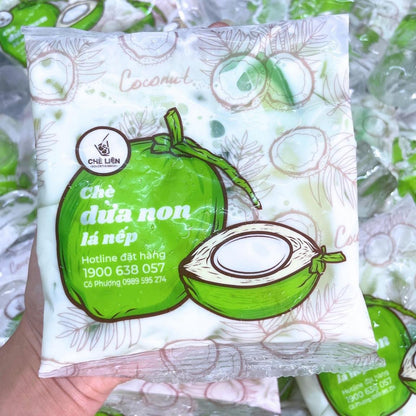 Coconut
CHÈ LIÊN
Chè
dừa non
lá nếp
Hotline đặt hàng
1900 638 057
Cô Phượng 0989 595 274
Coconut